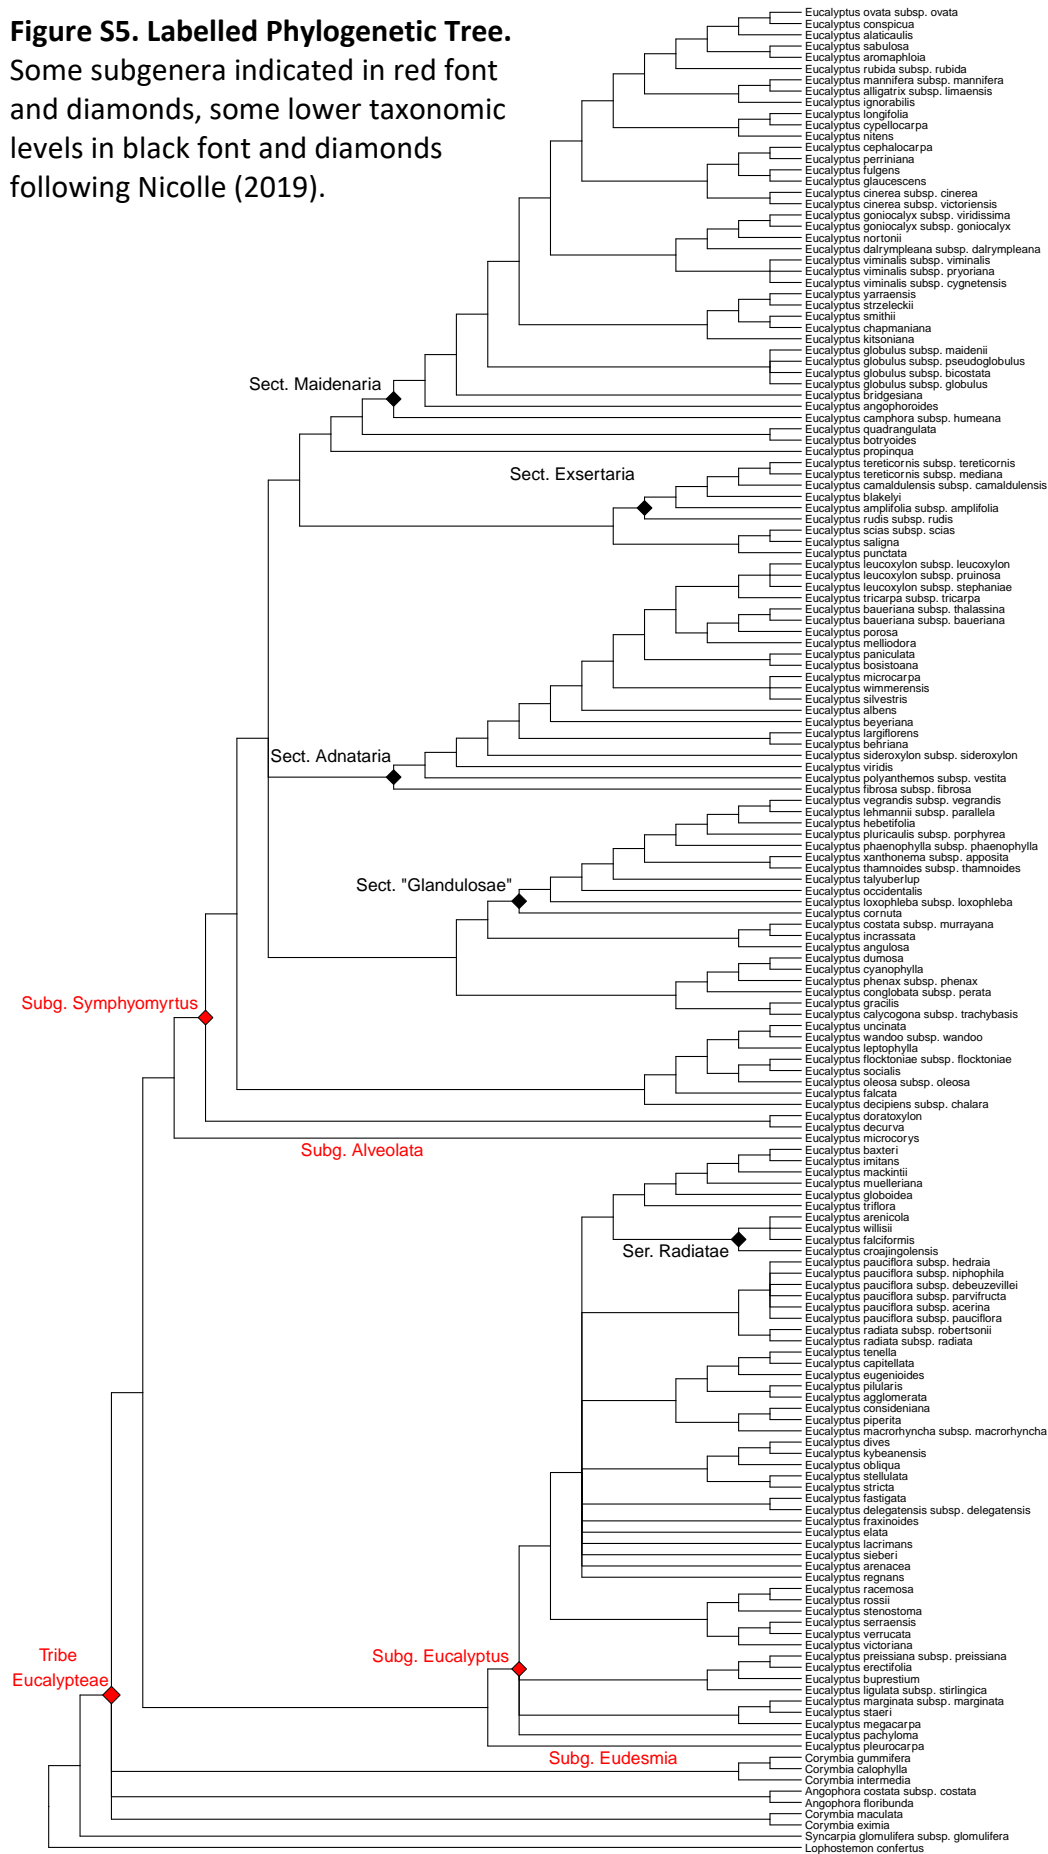 Figure S5. Labelled Phylogenetic Tree.
Some subgenera indicated in red font
and diamonds, some lower taxonomic
levels in black font and diamonds
following Nicolle (2019).
Eucalyptus ovata subsp. ovata
Eucalyptus conspicua
Eucalyptus alaticaulis
Eucalyptus sabulosa
Eucalyptus aromaphloia
Eucalyptus rubida subsp. rubida
Eucalyptus mannifera subsp. mannifera
Eucalyptus alligatrix subsp. limaensis
Eucalyptus ignorabilis
Eucalyptus longifolia
Eucalyptus cypellocarpa
Eucalyptus nitens
Eucalyptus cephalocarpa
Eucalyptus perriniana
Eucalyptus fulgens
Eucalyptus glaucescens
Eucalyptus cinerea subsp. cinerea
Eucalyptus cinerea subsp. victoriensis
Eucalyptus goniocalyx subsp. viridissima
Eucalyptus goniocalyx subsp. goniocalyx
Eucalyptus nortonii
Eucalyptus dalrympleana subsp. dalrympleana
Eucalyptus viminalis subsp. viminalis
Eucalyptus viminalis subsp. pryoriana
Eucalyptus viminalis subsp. cygnetensis
Eucalyptus yarraensis
Eucalyptus strzeleckii
Eucalyptus smithii
Eucalyptus chapmaniana
Eucalyptus kitsoniana
Eucalyptus globulus subsp. maidenii
Eucalyptus globulus subsp. pseudoglobulus
Eucalyptus globulus subsp. bicostata
Eucalyptus globulus subsp. globulus
Sect. Maidenaria
Eucalyptus bridgesiana
Eucalyptus angophoroides
Eucalyptus camphora subsp. humeana
Eucalyptus quadrangulata
Eucalyptus botryoides
Eucalyptus propinqua
Eucalyptus tereticornis subsp. tereticornis
Sect. Exsertaria
Eucalyptus tereticornis subsp. mediana
Eucalyptus camaldulensis subsp. camaldulensis
Eucalyptus blakelyi
Eucalyptus amplifolia subsp. amplifolia
Eucalyptus rudis subsp. rudis
Eucalyptus scias subsp. scias
Eucalyptus saligna
Eucalyptus punctata
Eucalyptus leucoxylon subsp. leucoxylon
Eucalyptus leucoxylon subsp. pruinosa
Eucalyptus leucoxylon subsp. stephaniae
Eucalyptus tricarpa subsp. tricarpa
Eucalyptus baueriana subsp. thalassina
Eucalyptus baueriana subsp. baueriana
Eucalyptus porosa
Eucalyptus melliodora
Eucalyptus paniculata
Eucalyptus bosistoana
Eucalyptus microcarpa
Eucalyptus wimmerensis
Eucalyptus silvestris
Eucalyptus albens
Eucalyptus beyeriana
Eucalyptus largiflorens
Eucalyptus behriana
Sect. Adnataria
Eucalyptus sideroxylon subsp. sideroxylon
Eucalyptus viridis
Eucalyptus polyanthemos subsp. vestita
Eucalyptus fibrosa subsp. fibrosa
Eucalyptus vegrandis subsp. vegrandis
Eucalyptus lehmannii subsp. parallela
Eucalyptus hebetifolia
Eucalyptus pluricaulis subsp. porphyrea
Eucalyptus phaenophylla subsp. phaenophylla
Eucalyptus xanthonema subsp. apposita
Eucalyptus thamnoides subsp. thamnoides
Eucalyptus talyuberlup
Sect. "Glandulosae"
Eucalyptus occidentalis
Eucalyptus loxophleba subsp. loxophleba
Eucalyptus cornuta
Eucalyptus costata subsp. murrayana
Eucalyptus incrassata
Eucalyptus angulosa
Eucalyptus dumosa
Eucalyptus cyanophylla
Eucalyptus phenax subsp. phenax
Eucalyptus conglobata subsp. perata
Subg. Symphyomyrtus
Eucalyptus gracilis
Eucalyptus calycogona subsp. trachybasis
Eucalyptus uncinata
Eucalyptus wandoo subsp. wandoo
Eucalyptus leptophylla
Eucalyptus flocktoniae subsp. flocktoniae
Eucalyptus socialis
Eucalyptus oleosa subsp. oleosa
Eucalyptus falcata
Eucalyptus decipiens subsp. chalara
Eucalyptus doratoxylon
Eucalyptus decurva
Eucalyptus microcorys
Subg. Alveolata
Eucalyptus baxteri
Eucalyptus imitans
Eucalyptus mackintii
Eucalyptus muelleriana
Eucalyptus globoidea
Eucalyptus triflora
Eucalyptus arenicola
Eucalyptus willisii
Eucalyptus falciformis
Ser. Radiatae
Eucalyptus croajingolensis
Eucalyptus pauciflora subsp. hedraia
Eucalyptus pauciflora subsp. niphophila
Eucalyptus pauciflora subsp. debeuzevillei
Eucalyptus pauciflora subsp. parvifructa
Eucalyptus pauciflora subsp. acerina
Eucalyptus pauciflora subsp. pauciflora
Eucalyptus radiata subsp. robertsonii
Eucalyptus radiata subsp. radiata
Eucalyptus tenella
Eucalyptus capitellata
Eucalyptus eugenioides
Eucalyptus pilularis
Eucalyptus agglomerata
Eucalyptus consideniana
Eucalyptus piperita
Eucalyptus macrorhyncha subsp. macrorhyncha
Eucalyptus dives
Eucalyptus kybeanensis
Eucalyptus obliqua
Eucalyptus stellulata
Eucalyptus stricta
Eucalyptus fastigata
Eucalyptus delegatensis subsp. delegatensis
Eucalyptus fraxinoides
Eucalyptus elata
Eucalyptus lacrimans
Eucalyptus sieberi
Eucalyptus arenacea
Eucalyptus regnans
Eucalyptus racemosa
Eucalyptus rossii
Eucalyptus stenostoma
Eucalyptus serraensis
Eucalyptus verrucata
Eucalyptus victoriana
Tribe
Eucalypteae
Subg. Eucalyptus
Eucalyptus preissiana subsp. preissiana
Eucalyptus erectifolia
Eucalyptus buprestium
Eucalyptus ligulata subsp. stirlingica
Eucalyptus marginata subsp. marginata
Eucalyptus staeri
Eucalyptus megacarpa
Eucalyptus pachyloma
Eucalyptus pleurocarpa
Subg. Eudesmia
Corymbia gummifera
Corymbia calophylla
Corymbia intermedia
Angophora costata subsp. costata
Angophora floribunda
Corymbia maculata
Corymbia eximia
Syncarpia glomulifera subsp. glomulifera
Lophostemon confertus